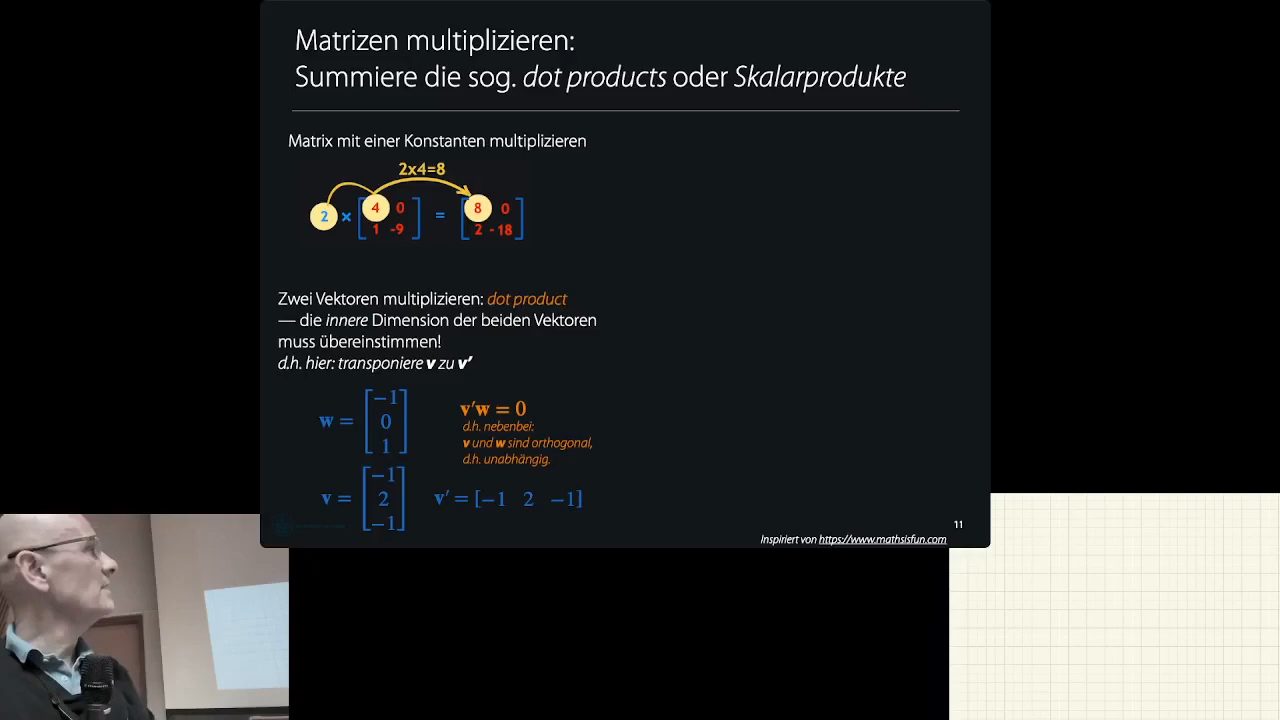 Matrizen multiplizieren:
Summiere die sog. dot products oder Skalarprodukte
Matrix mit einer Konstanten multiplizieren
2x4=8
2 × [4 0] = [8 0]
[1 -9] [2 -18]
Zwei Vektoren multiplizieren: dot product
— die innere Dimension der beiden Vektoren
muss übereinstimmen!
d.h. hier: transponiere v zu v’
w = [−1 0 1]
v′w = 0
d.h. nebenbei:
v und w sind orthogonal,
d.h. unabhängig.
v = [−1 2 −1]
v′ = [−1 2 −1]
11
Inspiriert von https://www.mathsisfun.com